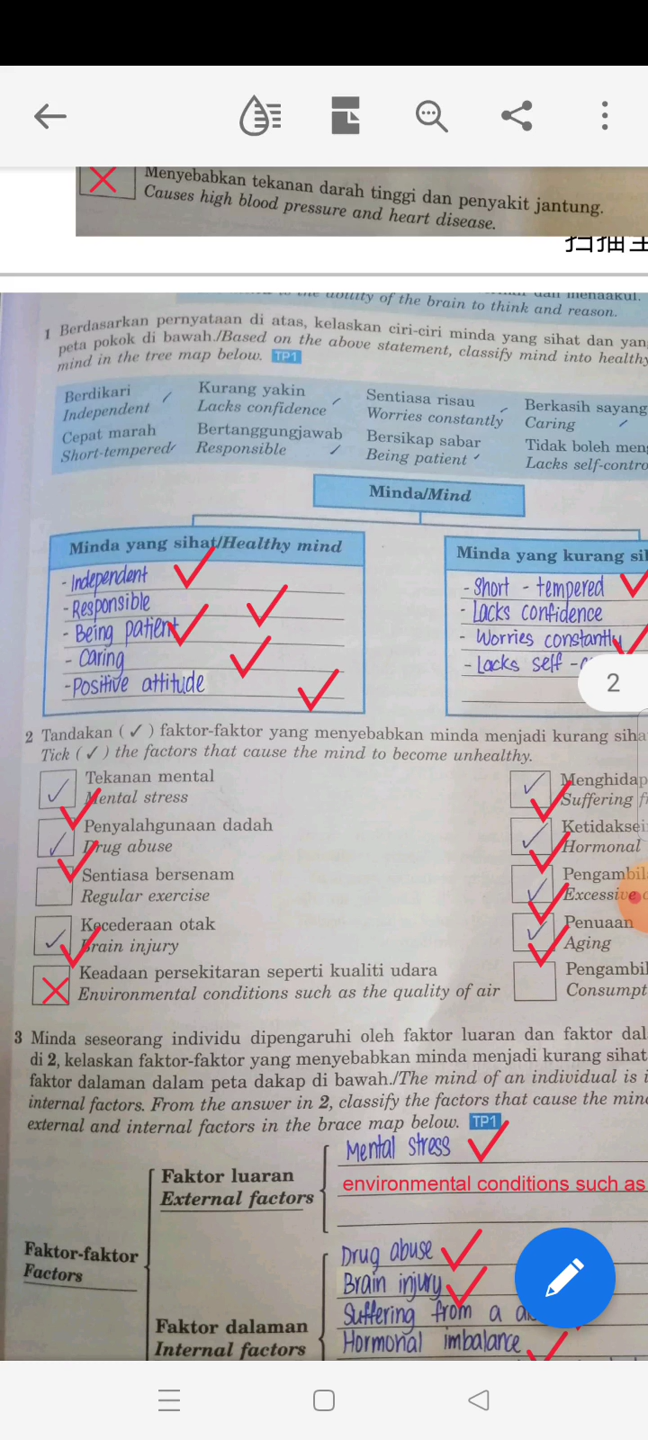 Menyebabkan tekanan darah tinggi dan penyakit jantung.
Causes high blood pressure and heart disease.
扫描
ability of the brain to think and reason.
1 Berdasarkan pernyataan di atas, kelaskan ciri-ciri minda yang sihat dan yan
peta pokok di bawah./Based on the above statement, classify mind into healthy
mind in the tree map below. TP1
Berdikari Kurang yakin Sentiasa risau Berkasih sayang
Independent Lacks confidence Worries constantly Caring
Cepat marah Bertanggungjawab Bersikap sabar Tidak boleh men
Short-tempered Responsible Being patient Lacks self-contro
Minda/Mind
Minda yang sihat/Healthy mind
- Independent
- Responsible
- Being patient
- Caring
- Positive attitude
Minda yang kurang si
- Short - tempered
- Lacks confidence
- Worries constantly
- Lacks self -
2
2 Tandakan ( ✓ ) faktor-faktor yang menyebabkan minda menjadi kurang siha
Tick ( ✓ ) the factors that cause the mind to become unhealthy.
Tekanan mental
Mental stress
Penyalahgunaan dadah
Drug abuse
Sentiasa bersenam
Regular exercise
Kecederaan otak
Brain injury
Keadaan persekitaran seperti kualiti udara
Environmental conditions such as the quality of air
Menghidap
Suffering f
Ketidaksei
Hormonal
Pengambil
Excessive
Penuaan
Aging
Pengambil
Consumpt
3 Minda seseorang individu dipengaruhi oleh faktor luaran dan faktor dal
di 2, kelaskan faktor-faktor yang menyebabkan minda menjadi kurang sihat
faktor dalaman dalam peta dakap di bawah./The mind of an individual is i
internal factors. From the answer in 2, classify the factors that cause the min
external and internal factors in the brace map below. TP1
Faktor-faktor
Factors
Faktor luaran
External factors
Mental stress
environmental conditions such as
Faktor dalaman
Internal factors
Drug abuse
Brain injury
Suffering from a
Hormonal imbalance